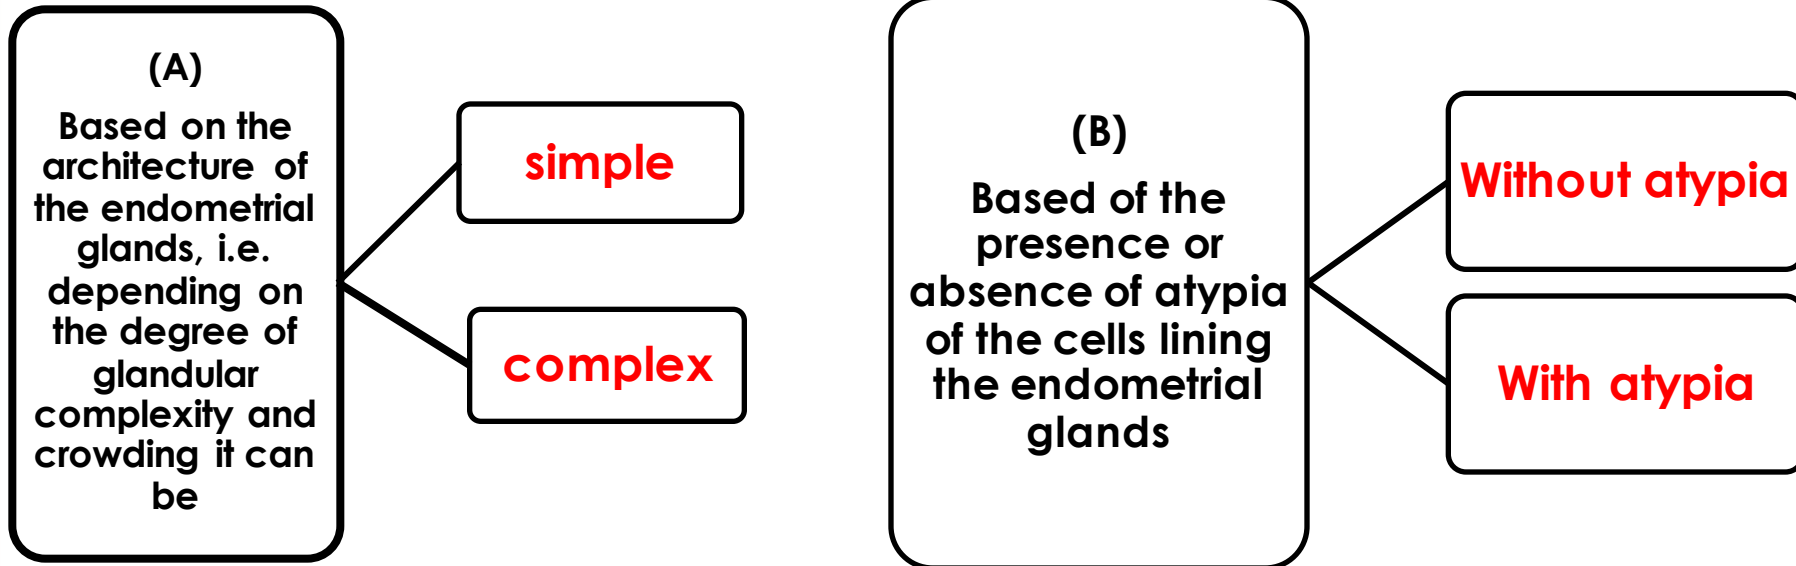 (A)
Based on the
architecture of
the endometrial
glands, i.e.
depending on
the degree of
glandular
complexity and
crowding it can
be
simple
complex
(B)
Based of the
presence or
absence of atypia
of the cells lining
the endometrial
glands
Without atypia
With atypia